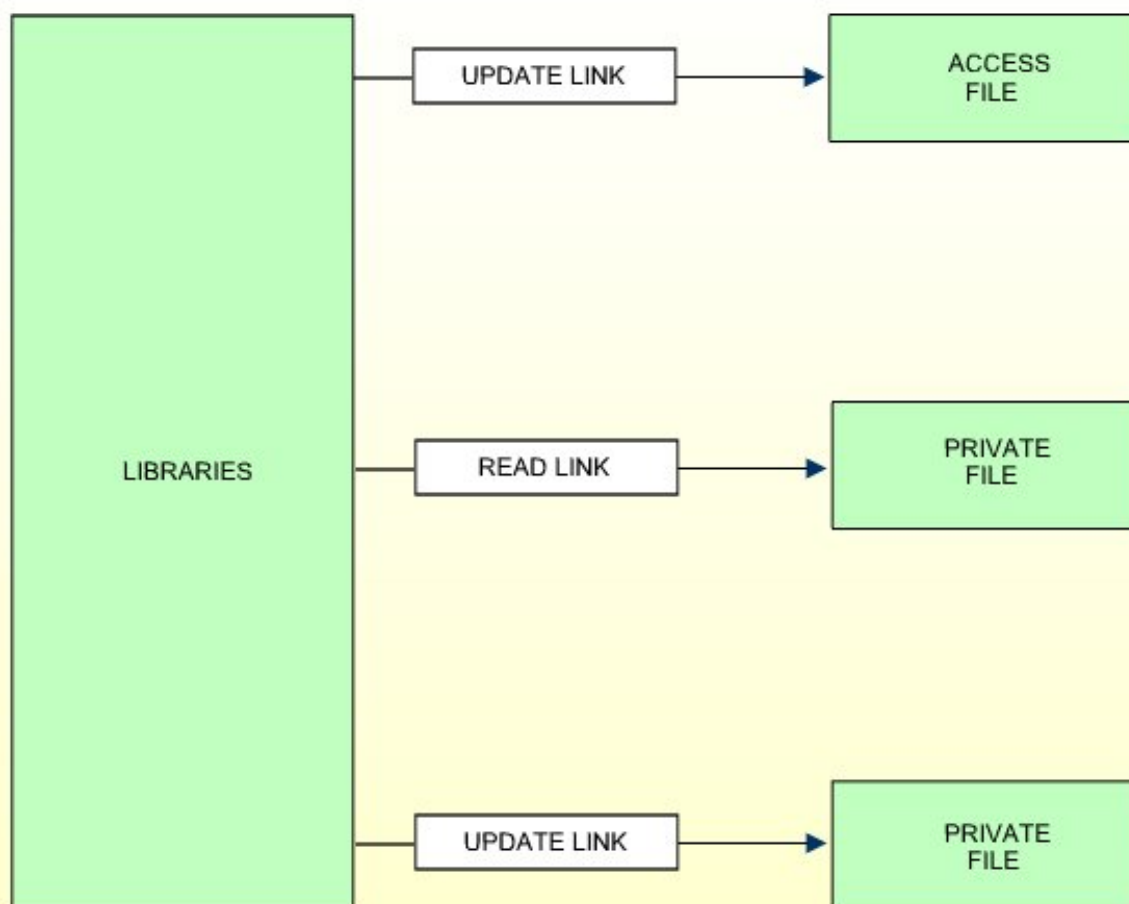 UPDATE LINK
ACCESS
FILE
LIBRARIES
READ LINK
PRIVATE
FILE
UPDATE LINK
PRIVATE
FILE